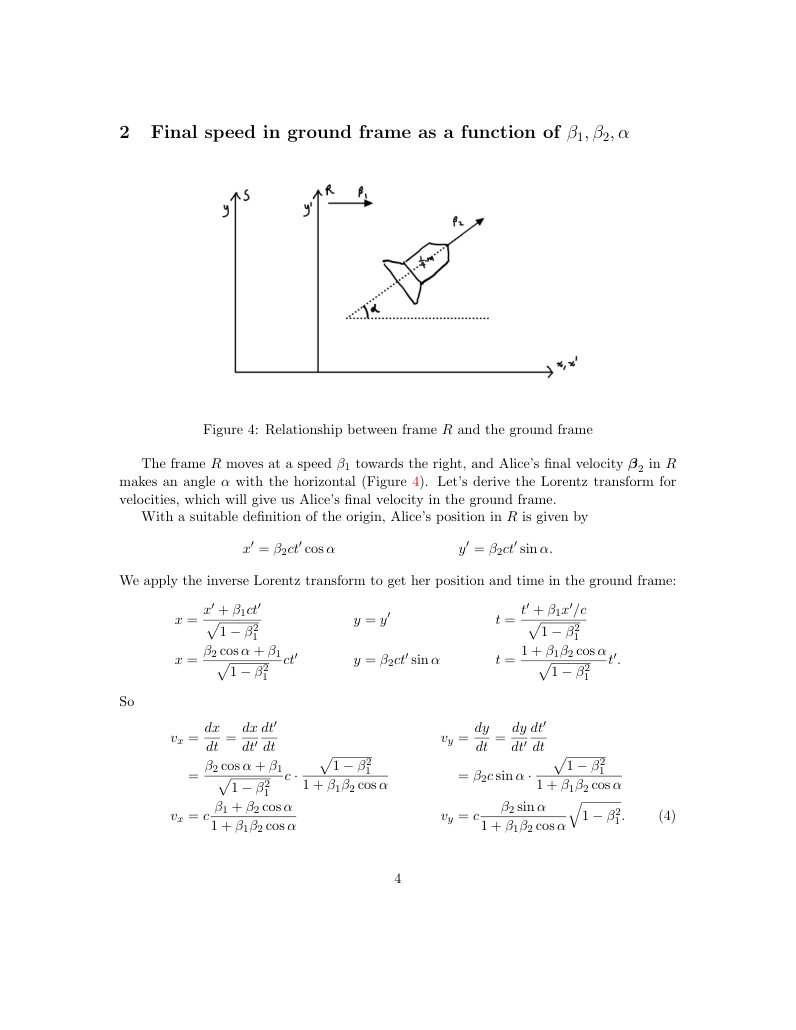 2 Final speed in ground frame as a function of β₁, β₂, α
S
R
β₁
y
y′
β₂
α
x, x′
Figure 4: Relationship between frame R and the ground frame
The frame R moves at a speed β₁ towards the right, and Alice's final velocity β₂ in R
makes an angle α with the horizontal (Figure 4). Let's derive the Lorentz transform for
velocities, which will give us Alice's final velocity in the ground frame.
With a suitable definition of the origin, Alice's position in R is given by
x′ = β₂ct′ cos α    y′ = β₂ct′ sin α.
We apply the inverse Lorentz transform to get her position and time in the ground frame:
x = (x′ + β₁ct′)/√(1 − β₁²)    y = y′    t = (t′ + β₁x′/c)/√(1 − β₁²)
x = (β₂ cos α + β₁)/√(1 − β₁²) ct′    y = β₂ct′ sin α    t = (1 + β₁β₂ cos α)/√(1 − β₁²) t′.
So
vₓ = dx/dt = dx/dt′ dt′/dt    v_y = dy/dt = dy/dt′ dt′/dt
= (β₂ cos α + β₁)/√(1 − β₁²) c · √(1 − β₁²)/(1 + β₁β₂ cos α)    = β₂c sin α · √(1 − β₁²)/(1 + β₁β₂ cos α)
vₓ = c (β₁ + β₂ cos α)/(1 + β₁β₂ cos α)    v_y = c (β₂ sin α)/(1 + β₁β₂ cos α) √(1 − β₁²).    (4)
4